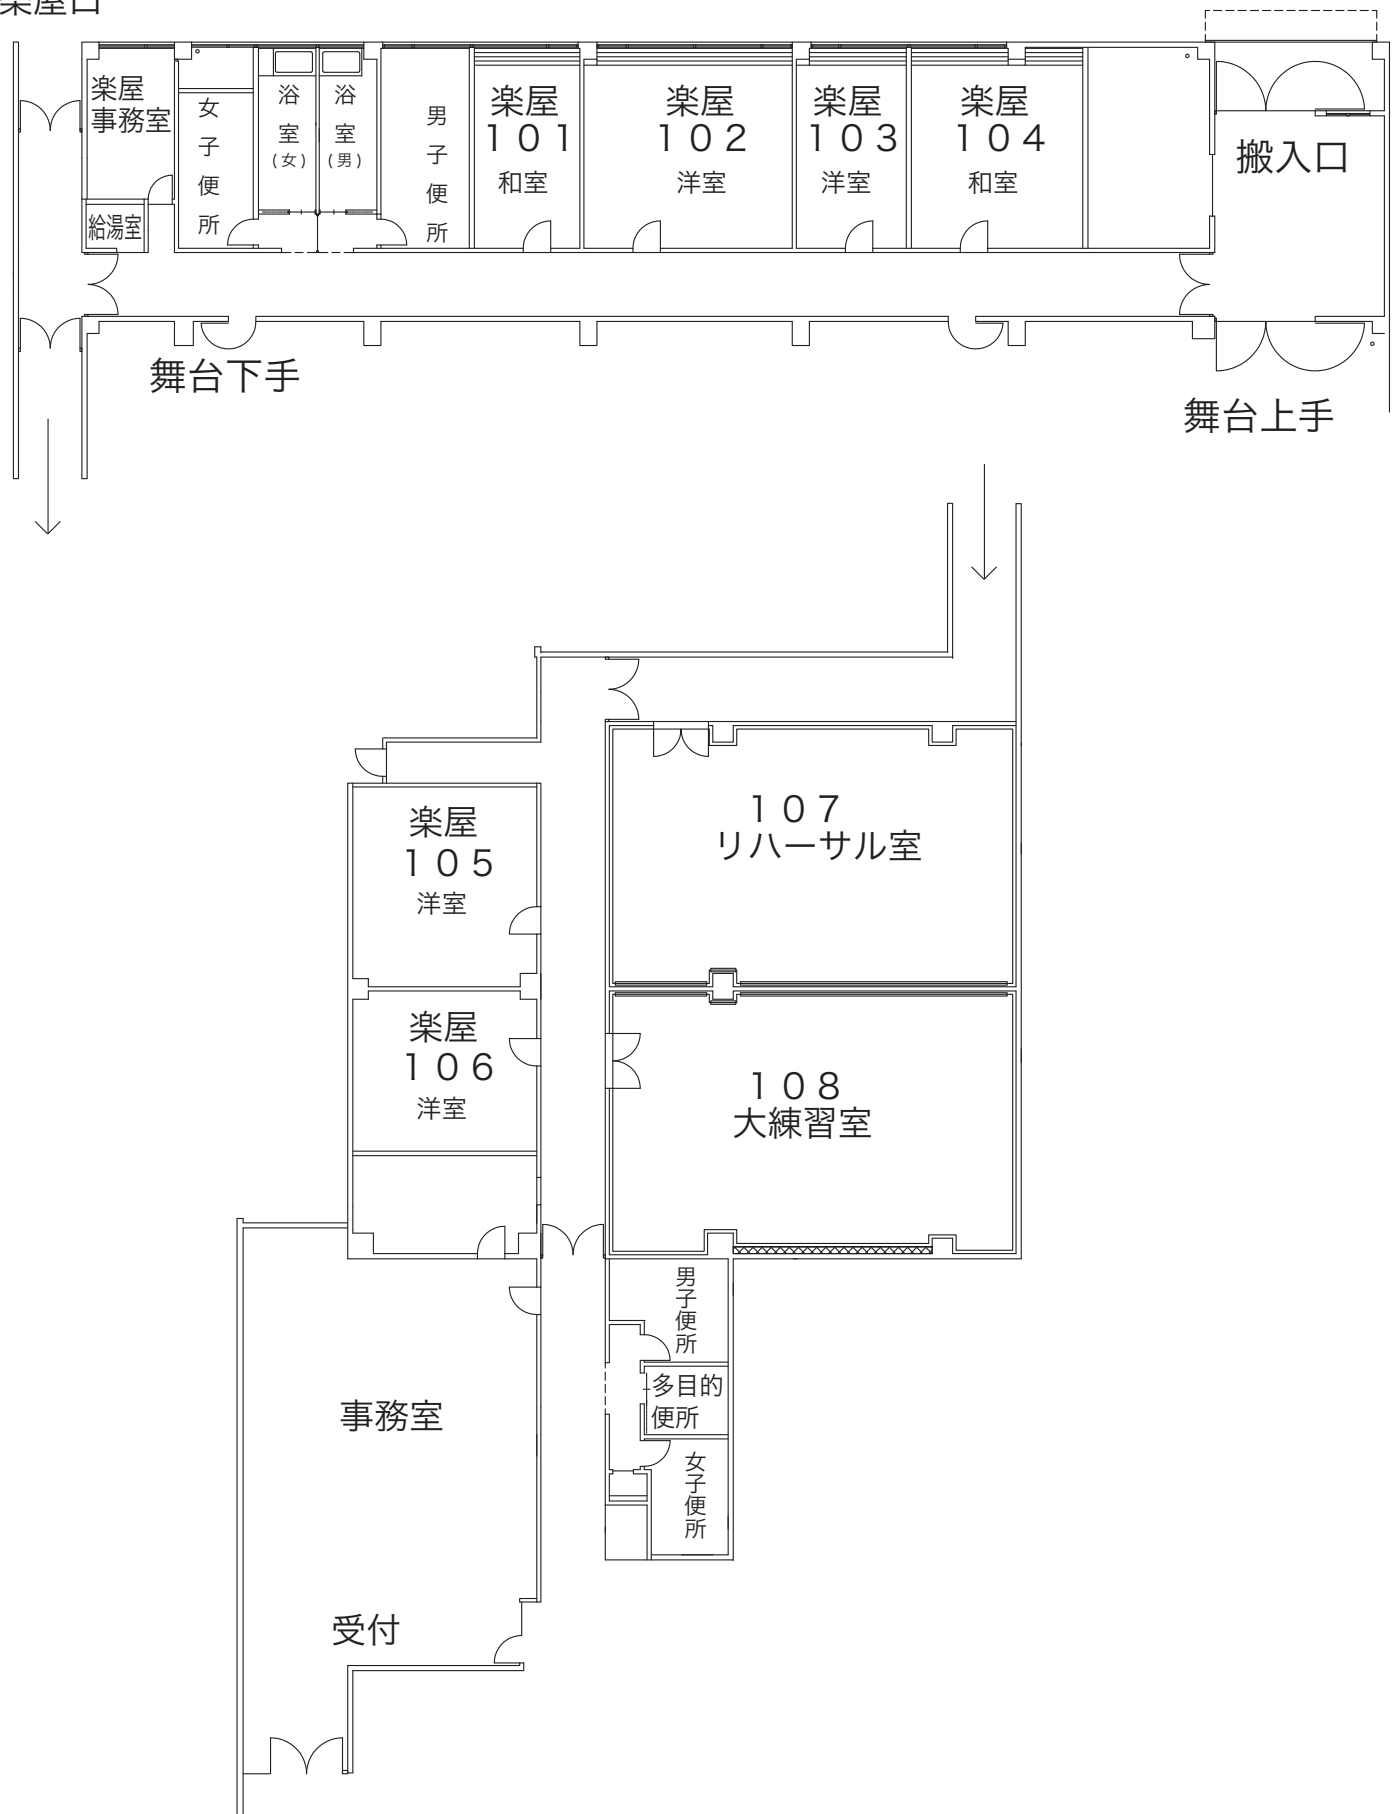 楽屋口
楽屋
事務室
給湯室
女子便所
浴室
(女)
浴室
(男)
男子便所
楽屋
101
和室
楽屋
102
洋室
楽屋
103
洋室
楽屋
104
和室
搬入口
舞台下手
舞台上手
楽屋
105
洋室
107
リハーサル室
楽屋
106
洋室
108
大練習室
男子便所
多目的
便所
女子便所
事務室
受付